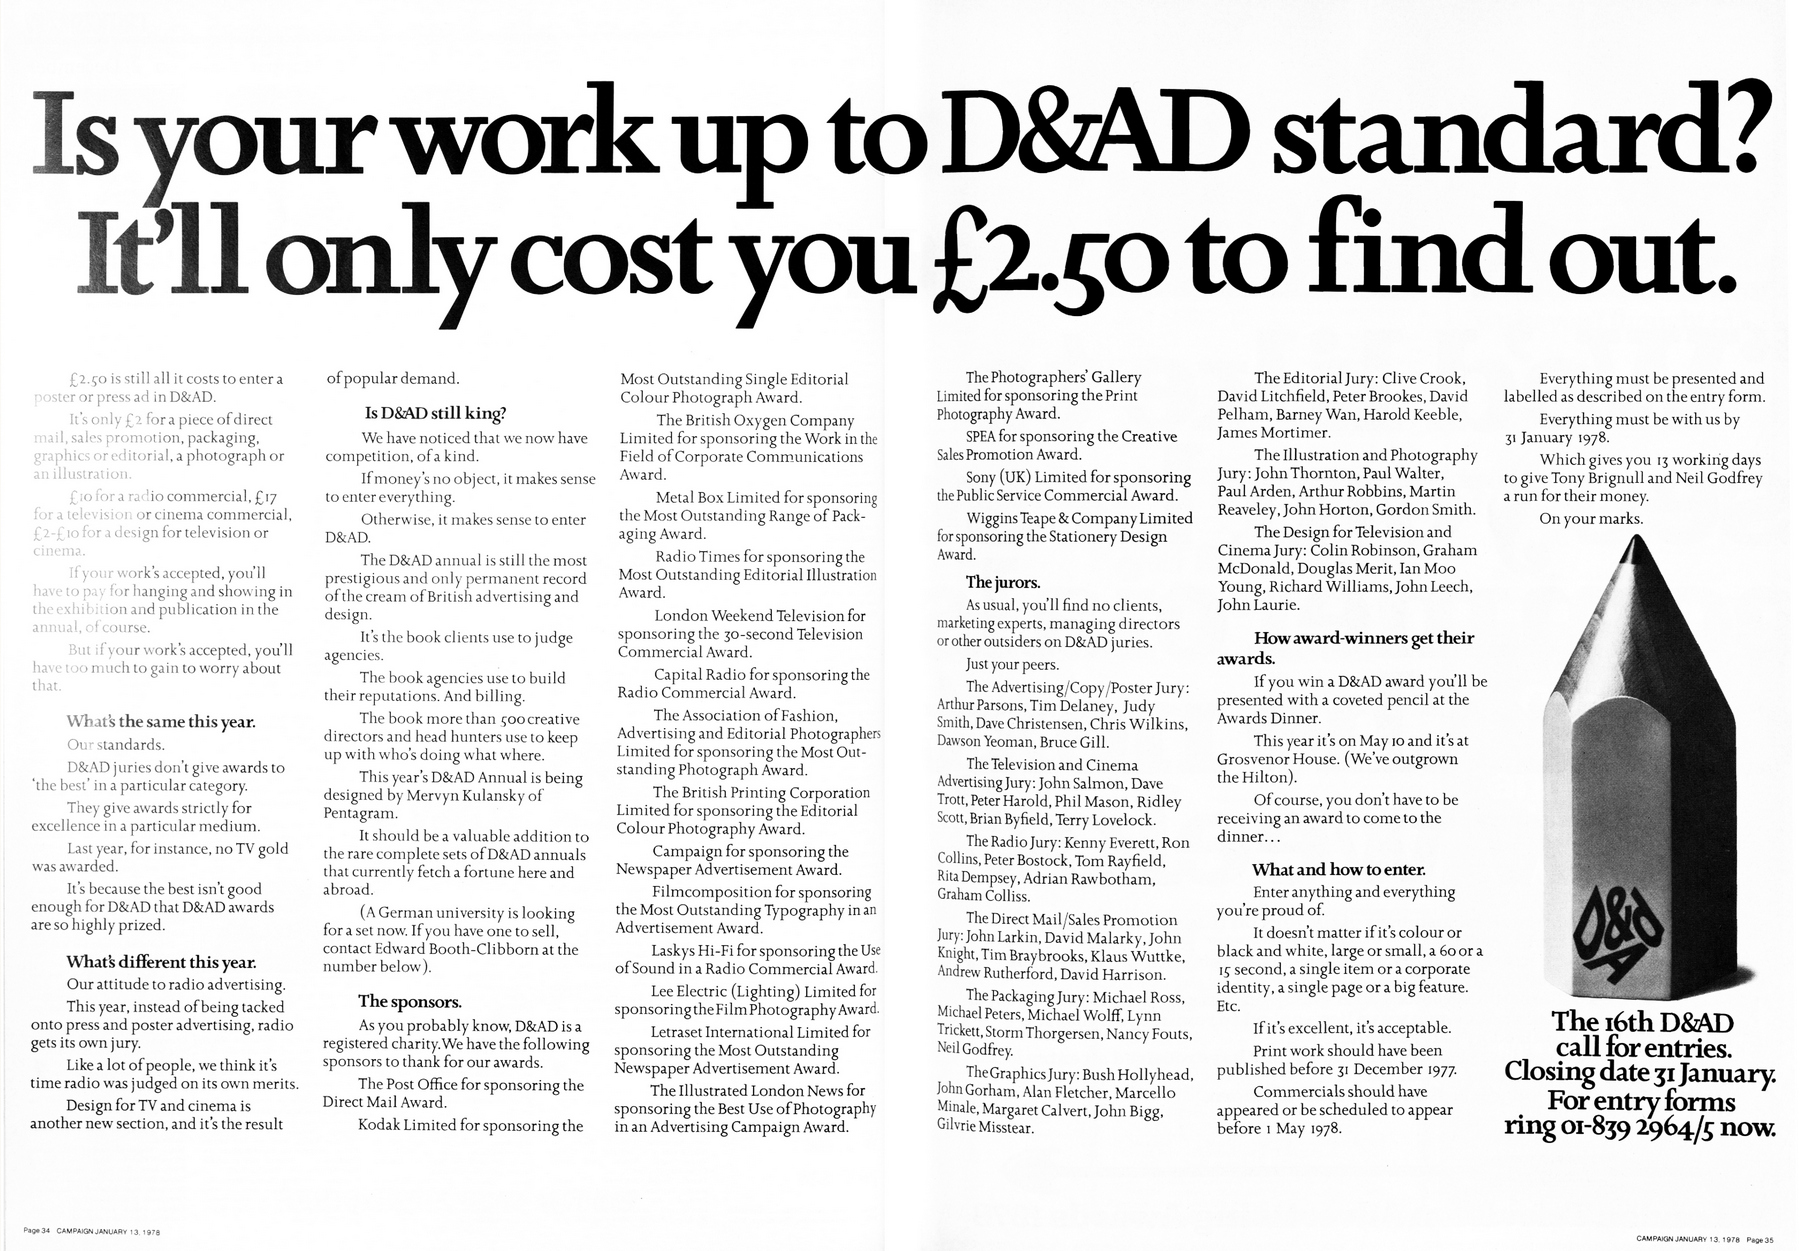 Is your work up to D&AD standard?
It'll only cost you £2.50 to find out.
£2.50 is still all it costs to enter a
poster or press ad in D&AD.
It's only £2 for a piece of direct
mail, sales promotion, packaging,
graphics or editorial, a photograph or
an illustration.
£10 for a radio commercial, £17
for a television or cinema commercial,
£2-£10 for a design for television or
cinema.
If your work's accepted, you'll
have to pay for hanging and showing in
the exhibition and publication in the
annual, of course.
But if your work's accepted, you'll
have too much to gain to worry about
that.
What's the same this year.
Our standards.
D&AD juries don't give awards to
'the best' in a particular category.
They give awards strictly for
excellence in a particular medium.
Last year, for instance, no TV gold
was awarded.
It's because the best isn't good
enough for D&AD that D&AD awards
are so highly prized.
What's different this year.
Our attitude to radio advertising.
This year, instead of being tacked
onto press and poster advertising, radio
gets its own jury.
Like a lot of people, we think it's
time radio was judged on its own merits.
Design for TV and cinema is
another new section, and it's the result
of popular demand.
Is D&AD still king?
We have noticed that we now have
competition, of a kind.
If money's no object, it makes sense
to enter everything.
Otherwise, it makes sense to enter
D&AD.
The D&AD annual is still the most
prestigious and only permanent record
of the cream of British advertising and
design.
It's the book clients use to judge
agencies.
The book agencies use to build
their reputations. And billing.
The book more than 500 creative
directors and head hunters use to keep
up with who's doing what where.
This year's D&AD Annual is being
designed by Mervyn Kulansky of
Pentagram.
It should be a valuable addition to
the rare complete sets of D&AD annuals
that currently fetch a fortune here and
abroad.
(A German university is looking
for a set now. If you have one to sell,
contact Edward Booth-Clibborn at the
number below).
The sponsors.
As you probably know, D&AD is a
registered charity. We have the following
sponsors to thank for our awards.
The Post Office for sponsoring the
Direct Mail Award.
Kodak Limited for sponsoring the
Most Outstanding Single Editorial
Colour Photograph Award.
The British Oxygen Company
Limited for sponsoring the Work in the
Field of Corporate Communications
Award.
Metal Box Limited for sponsoring
the Most Outstanding Range of Pack-
aging Award.
Radio Times for sponsoring the
Most Outstanding Editorial Illustration
Award.
London Weekend Television for
sponsoring the 30-second Television
Commercial Award.
Capital Radio for sponsoring the
Radio Commercial Award.
The Association of Fashion,
Advertising and Editorial Photographers
Limited for sponsoring the Most Out-
standing Photograph Award.
The British Printing Corporation
Limited for sponsoring the Editorial
Colour Photography Award.
Campaign for sponsoring the
Newspaper Advertisement Award.
Filmcomposition for sponsoring
the Most Outstanding Typography in an
Advertisement Award.
Laskys Hi-Fi for sponsoring the Use
of Sound in a Radio Commercial Award.
Lee Electric (Lighting) Limited for
sponsoring the Film Photography Award.
Letraset International Limited for
sponsoring the Most Outstanding
Newspaper Advertisement Award.
The Illustrated London News for
sponsoring the Best Use of Photography
in an Advertising Campaign Award.
The Photographers' Gallery
Limited for sponsoring the Print
Photography Award.
SPEA for sponsoring the Creative
Sales Promotion Award.
Sony (UK) Limited for sponsoring
the Public Service Commercial Award.
Wiggins Teape & Company Limited
for sponsoring the Stationery Design
Award.
The jurors.
As usual, you'll find no clients,
marketing experts, managing directors
or other outsiders on D&AD juries.
Just your peers.
The Advertising/Copy/Poster Jury:
Arthur Parsons, Tim Delaney, Judy
Smith, Dave Christensen, Chris Wilkins,
Dawson Yeoman, Bruce Gill.
The Television and Cinema
Advertising Jury: John Salmon, Dave
Trott, Peter Harold, Phil Mason, Ridley
Scott, Brian Byfield, Terry Lovelock.
The Radio Jury: Kenny Everett, Ron
Collins, Peter Bostock, Tom Rayfield,
Rita Dempsey, Adrian Rawbotham,
Graham Colliss.
The Direct Mail/Sales Promotion
Jury: John Larkin, David Malarky, John
Knight, Tim Braybrooks, Klaus Wuttke,
Andrew Rutherford, David Harrison.
The Packaging Jury: Michael Ross,
Michael Peters, Michael Wolff, Lynn
Trickett, Storm Thorgersen, Nancy Fouts,
Neil Godfrey.
The Graphics Jury: Bush Hollyhead,
John Gorham, Alan Fletcher, Marcello
Minale, Margaret Calvert, John Bigg,
Gilvrie Misstear.
The Editorial Jury: Clive Crook,
David Litchfield, Peter Brookes, David
Pelham, Barney Wan, Harold Keeble,
James Mortimer.
The Illustration and Photography
Jury: John Thornton, Paul Walter,
Paul Arden, Arthur Robbins, Martin
Reaveley, John Horton, Gordon Smith.
The Design for Television and
Cinema Jury: Colin Robinson, Graham
McDonald, Douglas Merit, Ian Moo
Young, Richard Williams, John Leech,
John Laurie.
How award-winners get their
awards.
If you win a D&AD award you'll be
presented with a coveted pencil at the
Awards Dinner.
This year it's on May 10 and it's at
Grosvenor House. (We've outgrown
the Hilton).
Of course, you don't have to be
receiving an award to come to the
dinner...
What and how to enter.
Enter anything and everything
you're proud of.
It doesn't matter if it's colour or
black and white, large or small, a 60 or a
15 second, a single item or a corporate
identity, a single page or a big feature.
Etc.
If it's excellent, it's acceptable.
Print work should have been
published before 31 December 1977.
Commercials should have
appeared or be scheduled to appear
before 1 May 1978.
Everything must be presented and
labelled as described on the entry form.
Everything must be with us by
31 January 1978.
Which gives you 13 working days
to give Tony Brignull and Neil Godfrey
a run for their money.
On your marks.
D&AD
The 16th D&AD
call for entries.
Closing date 31 January.
For entry forms
ring 01-839 2964/5 now.
Page 34 CAMPAIGN JANUARY 13, 1978
CAMPAIGN JANUARY 13, 1978 Page 35